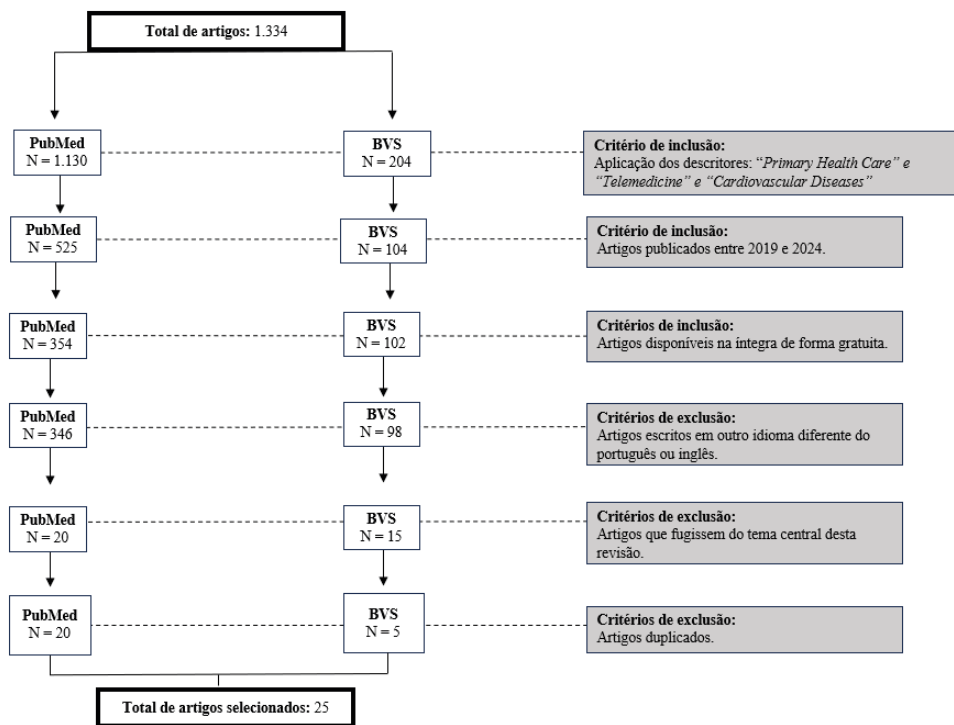 Total de artigos: 1.334
PubMed
N = 1.130
BVS
N = 204
Critério de inclusão:
Aplicação dos descritores: “Primary Health Care” e
“Telemedicine” e “Cardiovascular Diseases”
PubMed
N = 525
BVS
N = 104
Critério de inclusão:
Artigos publicados entre 2019 e 2024.
PubMed
N = 354
BVS
N = 102
Critérios de inclusão:
Artigos disponíveis na íntegra de forma gratuita.
PubMed
N = 346
BVS
N = 98
Critérios de exclusão:
Artigos escritos em outro idioma diferente do
português ou inglês.
PubMed
N = 20
BVS
N = 15
Critérios de exclusão:
Artigos que fugissem do tema central desta
revisão.
PubMed
N = 20
BVS
N = 5
Critérios de exclusão:
Artigos duplicados.
Total de artigos selecionados: 25